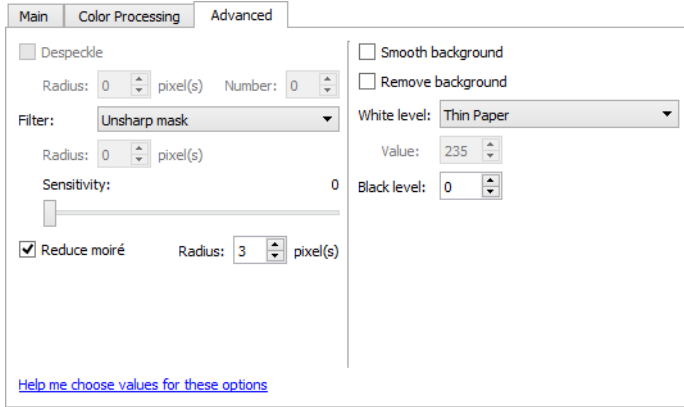 Main Color Processing Advanced
Despeckle
Radius: 0 pixel(s) Number: 0
Filter: Unsharp mask
Radius: 0 pixel(s)
Sensitivity: 0
Reduce moiré Radius: 3 pixel(s)
Smooth background
Remove background
White level: Thin Paper
Value: 235
Black level: 0
Help me choose values for these options